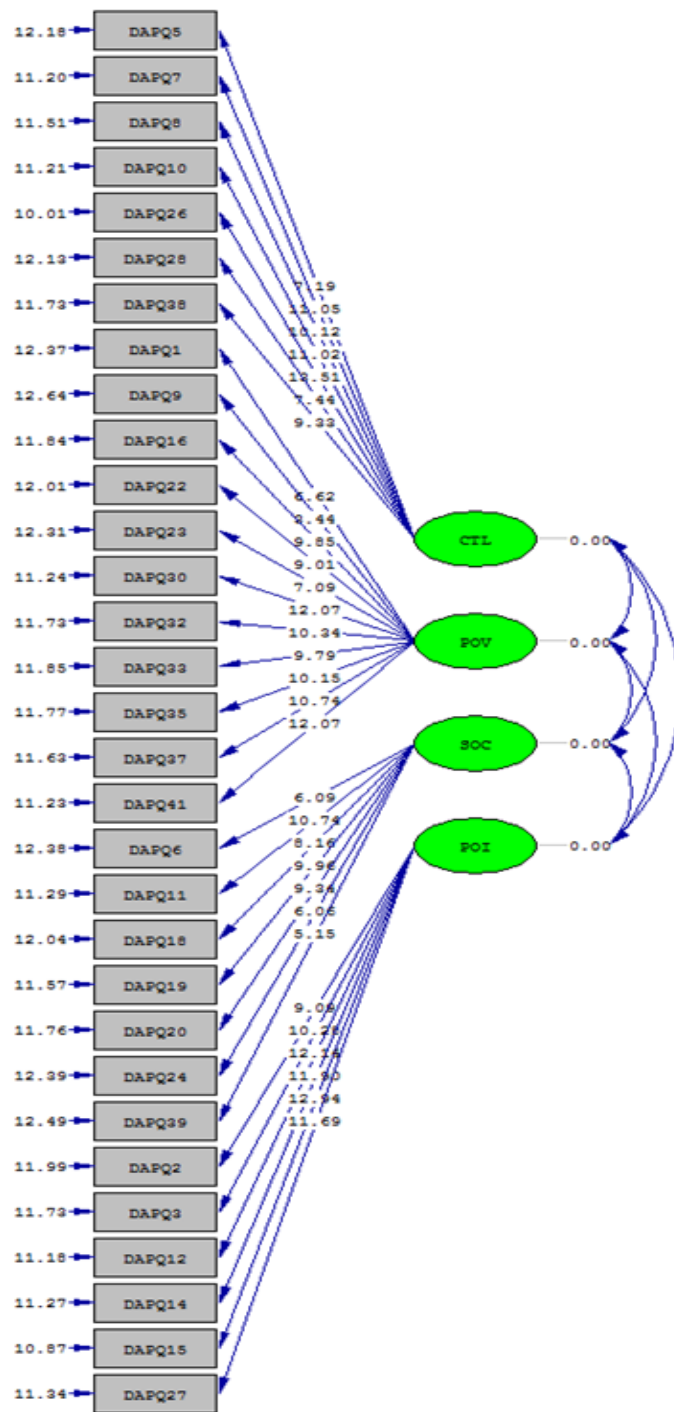 12.18 DAPQ5
11.20 DAPQ7
11.51 DAPQ8
11.21 DAPQ10
10.01 DAPQ26
12.13 DAPQ28
11.73 DAPQ38
12.37 DAPQ1
12.64 DAPQ9
11.84 DAPQ16
12.01 DAPQ22
12.31 DAPQ23
11.24 DAPQ30
11.73 DAPQ32
11.85 DAPQ33
11.77 DAPQ35
11.63 DAPQ37
11.23 DAPQ41
12.38 DAPQ6
11.29 DAPQ11
12.04 DAPQ18
11.57 DAPQ19
11.76 DAPQ20
12.39 DAPQ24
12.49 DAPQ39
11.99 DAPQ2
11.73 DAPQ3
11.18 DAPQ12
11.27 DAPQ14
10.87 DAPQ15
11.34 DAPQ27
7.19
11.05
10.12
11.02
7.44
9.33
6.62
9.85
9.01
7.09
12.07
10.34
9.79
10.15
10.74
12.07
6.09
10.74
8.16
9.96
9.34
5.15
9.09
10.28
12.14
11.90
12.94
11.69
CTL 0.00
POV 0.00
SOC 0.00
POI 0.00